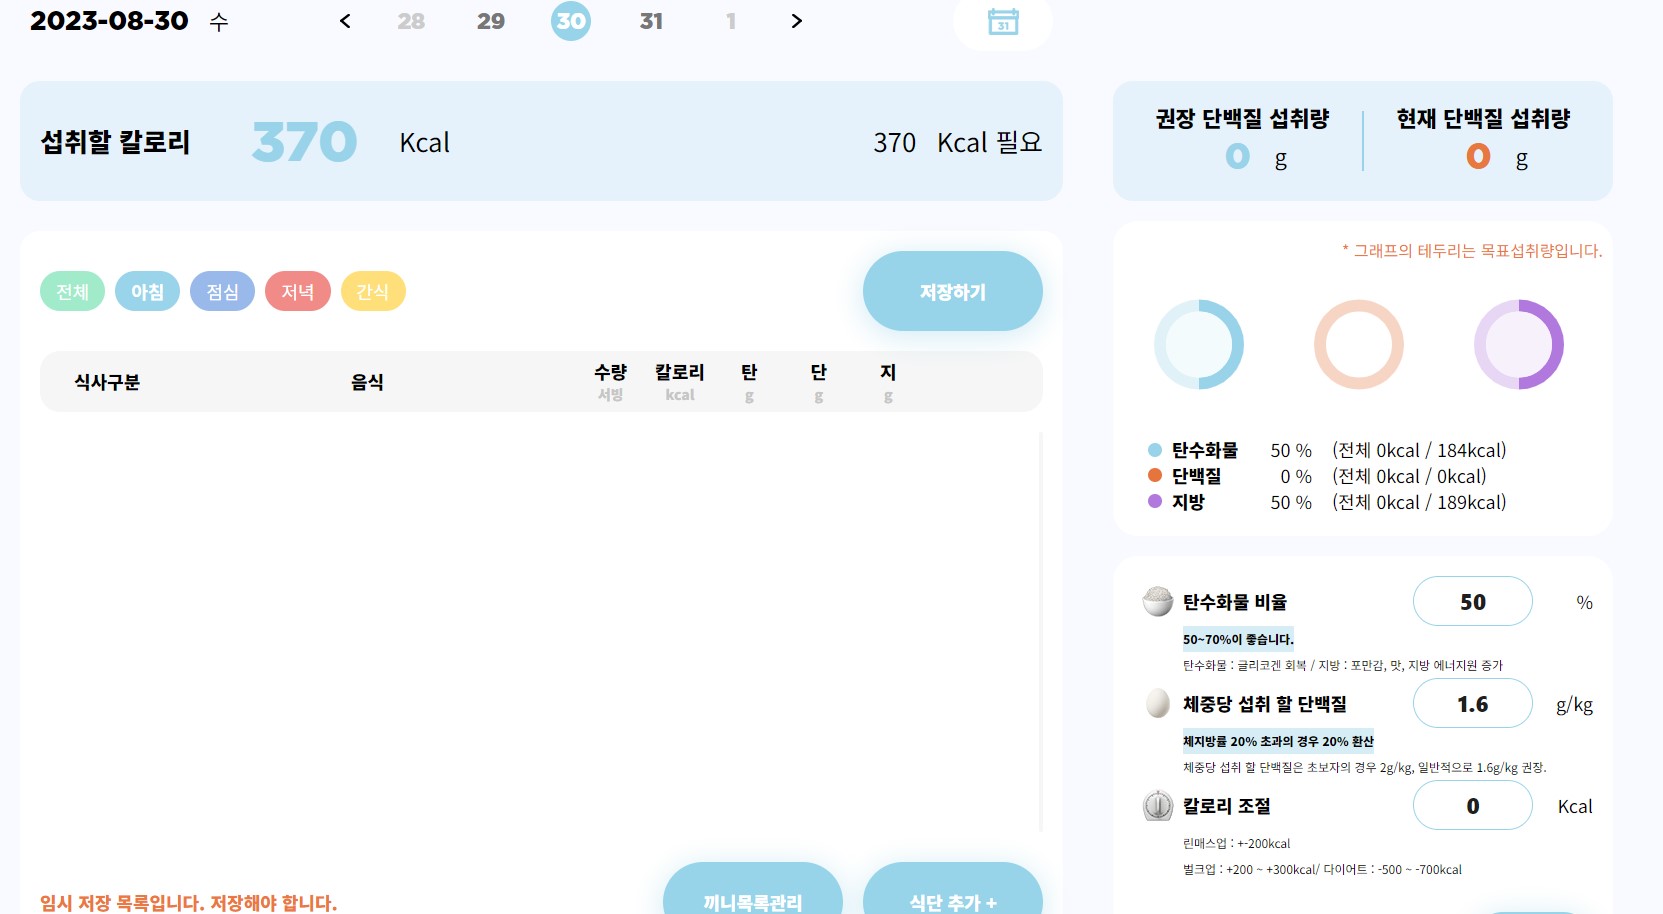 2023-08-30 수 < 28 29 30 31 1 > 31
섭취할 칼로리 370 Kcal 370 Kcal 필요
권장 단백질 섭취량 현재 단백질 섭취량
0 g 0 g
전체 아침 점심 저녁 간식 저장하기
식사구분 음식 수량 칼로리 탄 단 지
서빙 kcal g g g
임시 저장 목록입니다. 저장해야 합니다. 끼니목록관리 식단 추가 +
* 그래프의 테두리는 목표섭취량입니다.
탄수화물 50 % (전체 0kcal / 184kcal)
단백질 0 % (전체 0kcal / 0kcal)
지방 50 % (전체 0kcal / 189kcal)
탄수화물 비율 50 %
50~70%이 좋습니다.
탄수화물 : 글리코겐 회복 / 지방 : 포만감, 맛, 지방 에너지원 증가
체중당 섭취 할 단백질 1.6 g/kg
체지방률 20% 초과의 경우 20% 환산
체중당 섭취 할 단백질은 초보자의 경우 2g/kg, 일반적으로 1.6g/kg 권장.
칼로리 조절 0 Kcal
린매스업 : +-200kcal
벌크업 : +200 ~ +300kcal/ 다이어트 : -500 ~ -700kcal